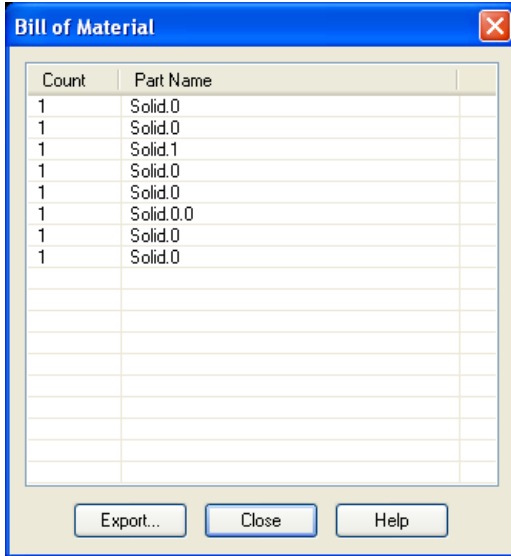 Bill of Material
Count Part Name
1 Solid.0
1 Solid.0
1 Solid.1
1 Solid.0
1 Solid.0
1 Solid.0.0
1 Solid.0
1 Solid.0
Export... Close Help